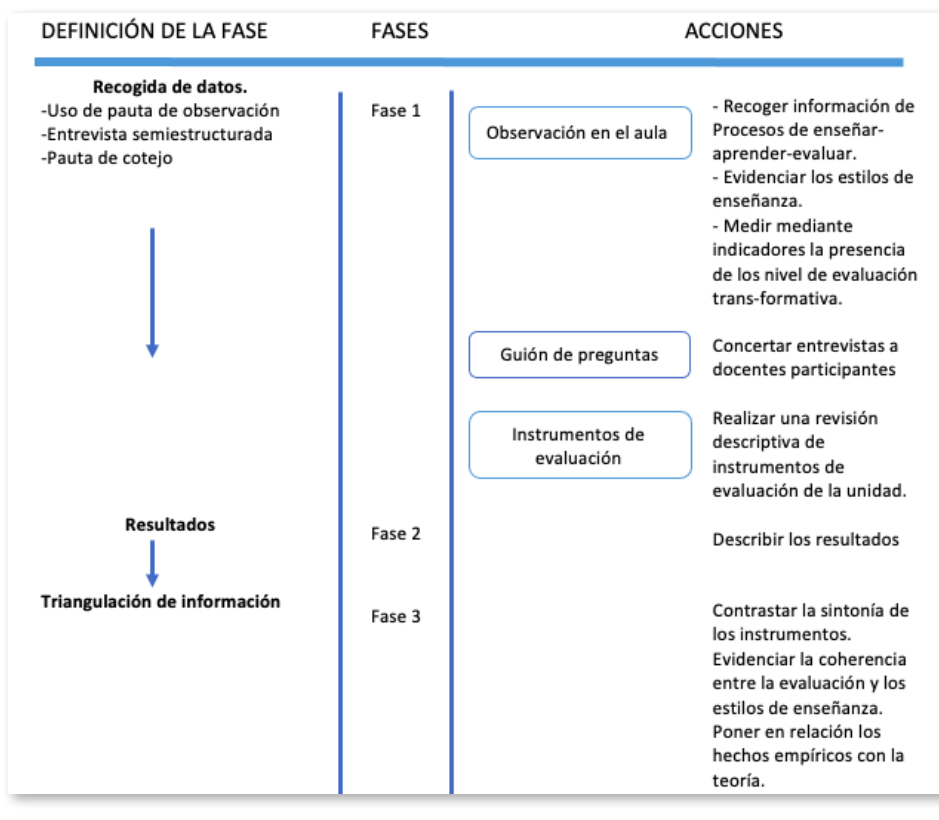 DEFINICIÓN DE LA FASE
FASES
ACCIONES
Recogida de datos.
-Uso de pauta de observación
-Entrevista semiestructurada
-Pauta de cotejo
Fase 1
Observación en el aula
- Recoger información de
Procesos de enseñar-
aprender-evaluar.
- Evidenciar los estilos de
enseñanza.
- Medir mediante
indicadores la presencia
de los nivel de evaluación
trans-formativa.
Guión de preguntas
Concertar entrevistas a
docentes participantes
Instrumentos de
evaluación
Realizar una revisión
descriptiva de
instrumentos de
evaluación de la unidad.
Resultados
Fase 2
Describir los resultados
Triangulación de información
Fase 3
Contrastar la sintonía de
los instrumentos.
Evidenciar la coherencia
entre la evaluación y los
estilos de enseñanza.
Poner en relación los
hechos empíricos con la
teoría.